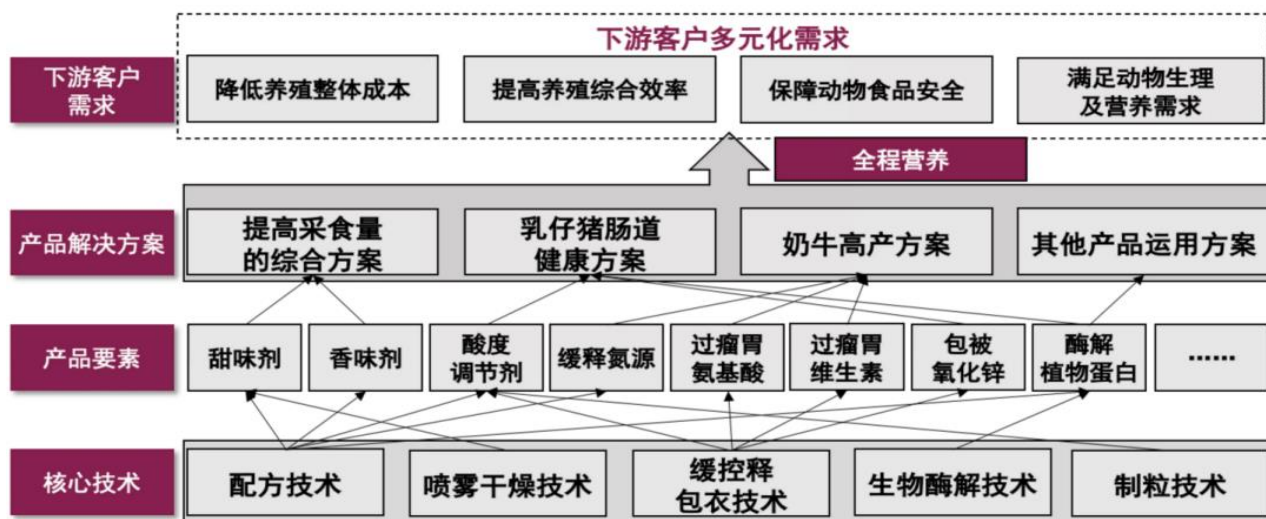 下游客户多元化需求
下游客户
需求
降低养殖整体成本
提高养殖综合效率
保障动物食品安全
满足动物生理
及营养需求
全程营养
产品解决方案
提高采食量
的综合方案
乳仔猪肠道
健康方案
奶牛高产方案
其他产品运用方案
产品要素
甜味剂
香味剂
酸度
调节剂
缓释氮源
过瘤胃
氨基酸
过瘤胃
维生素
包被
氧化锌
酶解
植物蛋白
······
核心技术
配方技术
喷雾干燥技术
缓控释
包衣技术
生物酶解技术
制粒技术